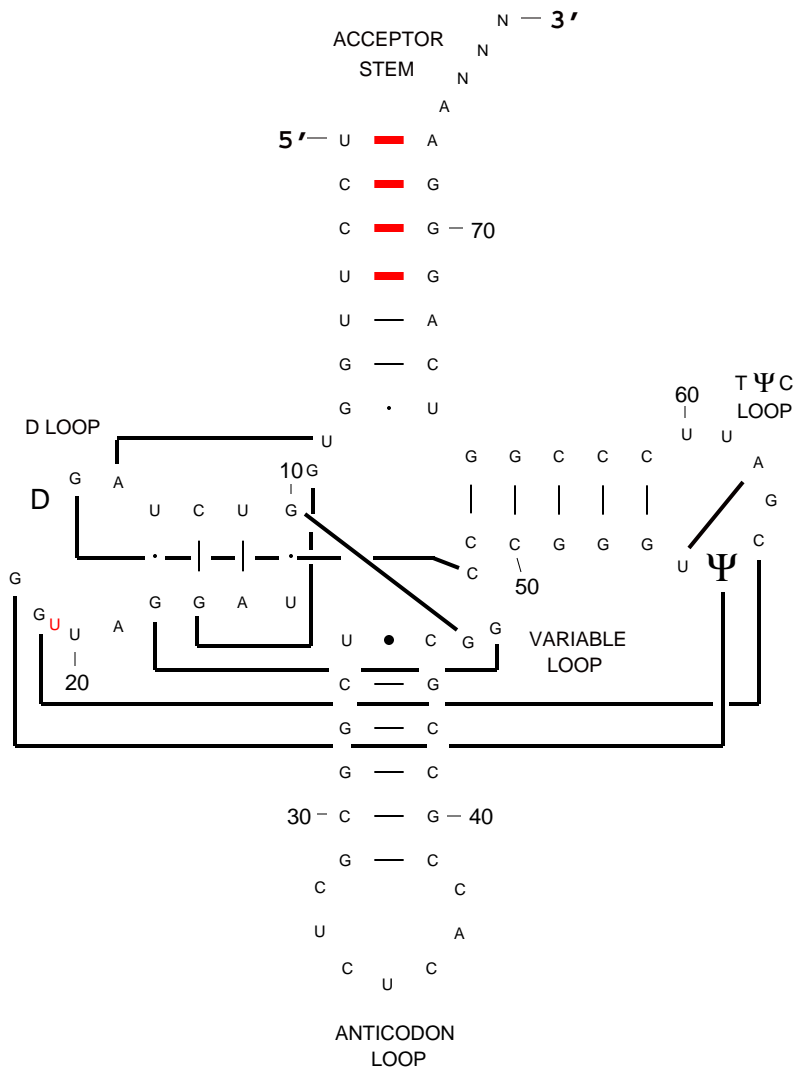 N 3'
ACCEPTOR N
STEM N
A
5' U A
C G
C G 70
U G
U A
G C
G U
60 T Ψ C
LOOP
D LOOP U U U
G A 10 G G G C C C A
D U C U G G
C C G G G U Ψ C
G C 50
G U U A G G A U
20
U C G G VARIABLE
LOOP
C G
G C
G C
30 C G 40
G C
C C
U A
C C
U
ANTICODON
LOOP